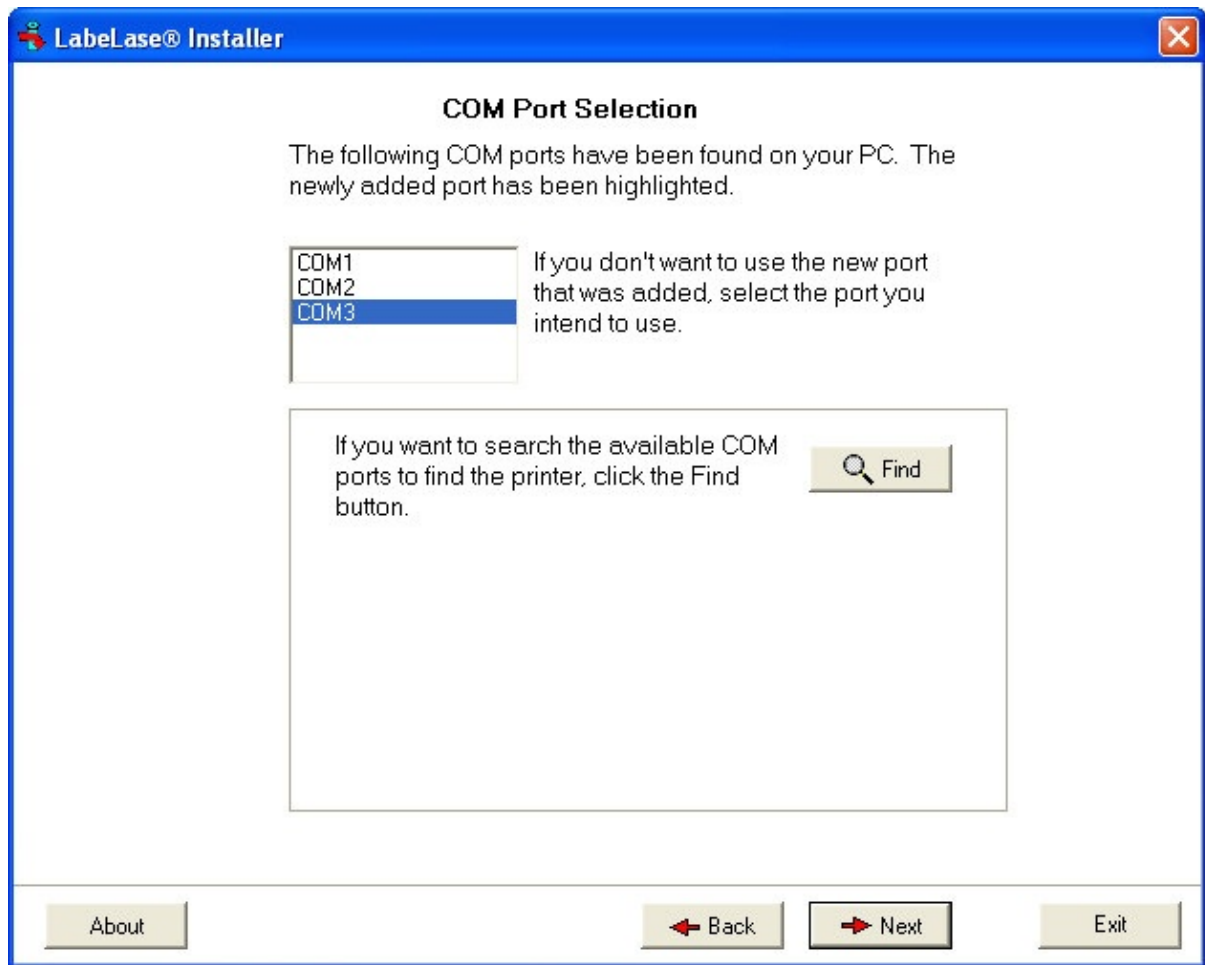 LabeLase® Installer
COM Port Selection
The following COM ports have been found on your PC.  The
newly added port has been highlighted.
COM1
COM2
COM3
If you don't want to use the new port
that was added, select the port you
intend to use.
If you want to search the available COM
ports to find the printer, click the Find
button.
Find
About
Back
Next
Exit